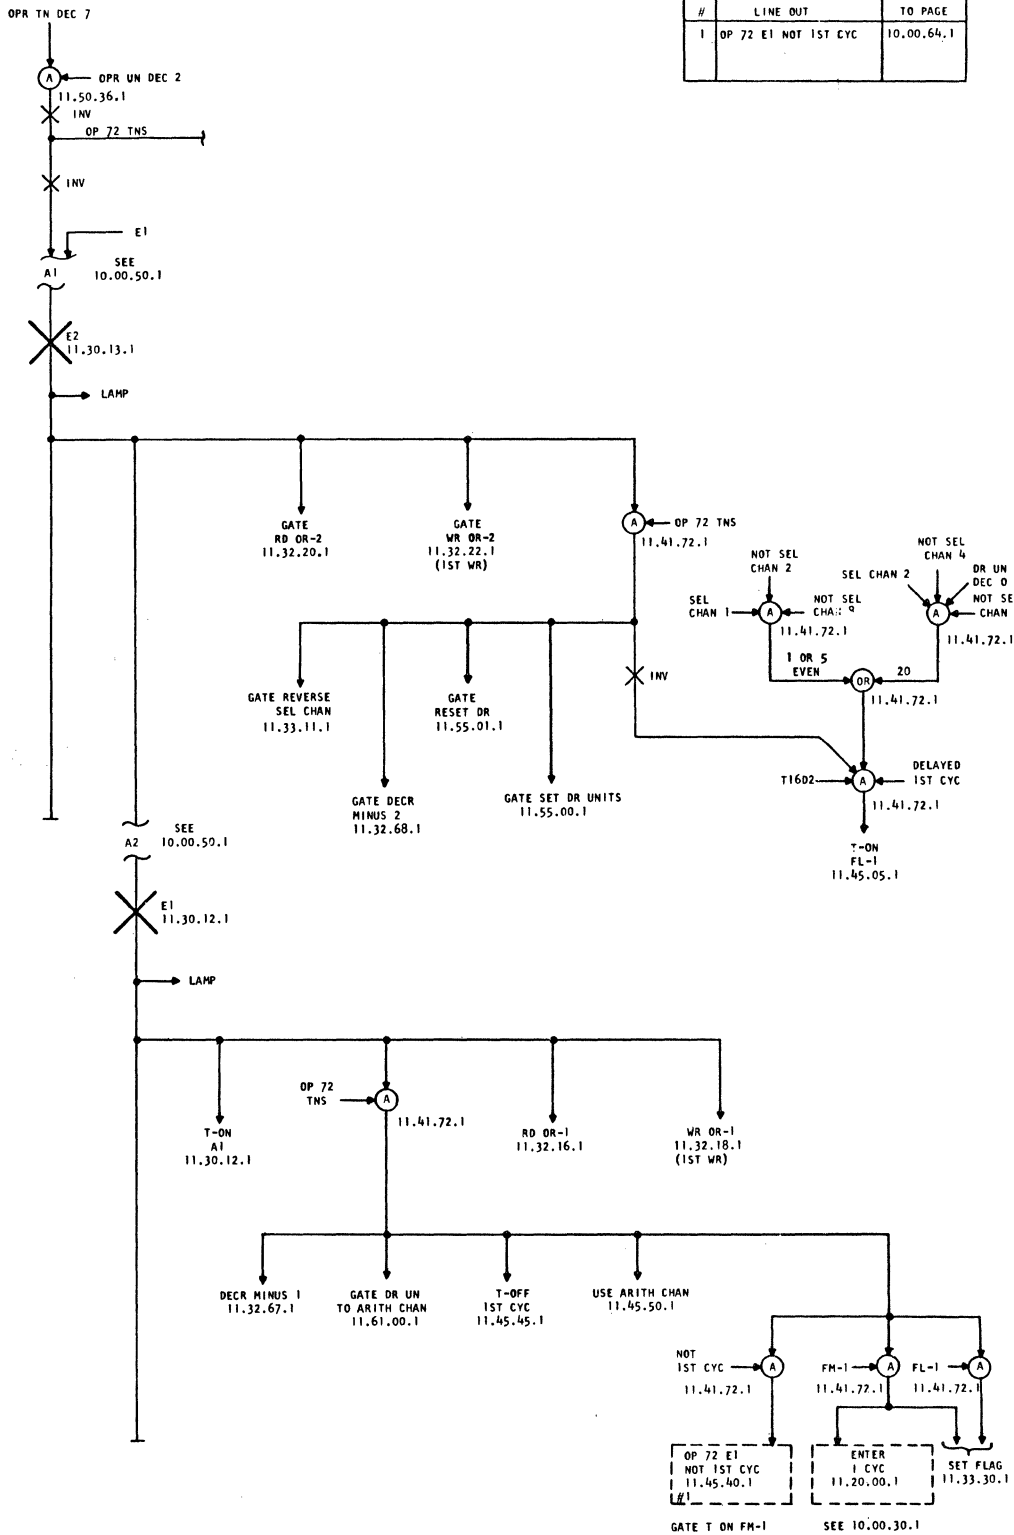 OPR TN DEC 7
# LINE OUT TO PAGE
1 OP 72 E1 NOT 1ST CYC 10.00.64.1
A OPR UN DEC 2
11.50.36.1
INV
OP 72 TNS
INV
E1
A1
SEE
10.00.50.1
E2
11.30.13.1
LAMP
GATE
RD OR-2
11.32.20.1
GATE
WR OR-2
11.32.22.1
(1ST WR)
A OP 72 TNS
11.41.72.1
NOT SEL
CHAN 2
SEL
CHAN 1
A
NOT SEL
11.41.72.1
NOT SEL
CHAN 4
SEL CHAN 2
DR UN
DEC 0
A
NOT
CHAN
11.41.72.1
1 OR 5
EVEN
OR
20
11.41.72.1
GATE REVERSE
SEL CHAN
11.33.11.1
GATE
RESET DR
11.55.01.1
INV
GATE DECR
MINUS 2
11.32.68.1
GATE SET DR UNITS
11.55.00.1
T16D2
A
DELAYED
1ST CYC
11.41.72.1
T-ON
FL-1
11.45.05.1
A2
SEE
10.00.50.1
E1
11.30.12.1
LAMP
OP 72
TNS
A
11.41.72.1
T-ON
A1
11.30.12.1
RD OR-1
11.32.16.1
WR OR-1
11.32.18.1
(1ST WR)
DECR MINUS 1
11.32.67.1
GATE DR UN
TO ARITH CHAN
11.61.00.1
T-OFF
1ST CYC
11.45.45.1
USE ARITH CHAN
11.45.50.1
NOT
1ST CYC
A
11.41.72.1
FM-1
A
11.41.72.1
FL-1
A
11.41.72.1
OP 72 E1
NOT 1ST CYC
11.45.40.1
#1
ENTER
I CYC
11.20.00.1
SET FLAG
11.33.30.1
GATE T ON FM-1
SEE 10.00.30.1